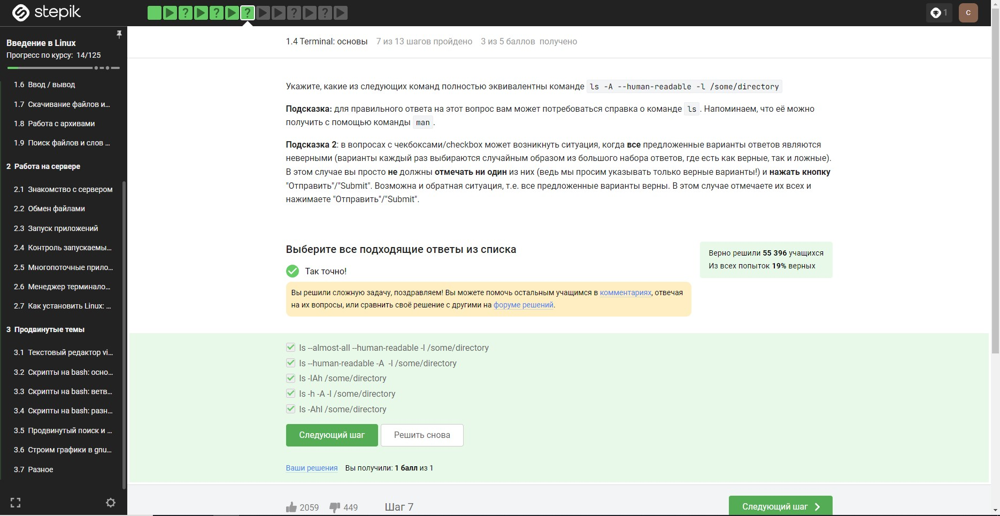 stepik
1
C
Введение в Linux
Прогресс по курсу: 14/125
1.6 Ввод / вывод
1.7 Скачивание файлов и...
1.8 Работа с архивами
1.9 Поиск файлов и слов ...
2 Работа на сервере
2.1 Знакомство с сервером
2.2 Обмен файлами
2.3 Запуск приложений
2.4 Контроль запускаемы...
2.5 Многопоточные прило...
2.6 Менеджер терминало...
2.7 Как установить Linux: ...
3 Продвинутые темы
3.1 Текстовый редактор vi...
3.2 Скрипты на bash: осно...
3.3 Скрипты на bash: ветв...
3.4 Скрипты на bash: разн...
3.5 Продвинутый поиск и ...
3.6 Строим графики в gnu...
3.7 Разное
1.4 Terminal: основы 7 из 13 шагов пройдено 3 из 5 баллов получено
Укажите, какие из следующих команд полностью эквивалентны команде ls -A --human-readable -l /some/directory
Подсказка: для правильного ответа на этот вопрос вам может потребоваться справка о команде ls. Напоминаем, что её можно
получить с помощью команды man.
Подсказка 2: в вопросах с чекбоксами/checkbox может возникнуть ситуация, когда все предложенные варианты ответов являются
неверными (варианты каждый раз выбираются случайным образом из большого набора ответов, где есть как верные, так и ложные).
В этом случае вы просто не должны отмечать ни один из них (ведь мы просим указывать только верные варианты!) и нажать кнопку
"Отправить"/"Submit". Возможна и обратная ситуация, т.е. все предложенные варианты верны. В этом случае отмечаете их всех и
нажимаете "Отправить"/"Submit".
Выберите все подходящие ответы из списка
Верно решили 55 396 учащихся
Из всех попыток 19% верных
Так точно!
Вы решили сложную задачу, поздравляем! Вы можете помочь остальным учащимся в комментариях, отвечая
на их вопросы, или сравнить своё решение с другими на форуме решений.
ls --almost-all --human-readable -l /some/directory
ls --human-readable -A -l /some/directory
ls -lAh /some/directory
ls -h -A -l /some/directory
ls -Ahl /some/directory
Следующий шаг Решить снова
Ваши решения Вы получили: 1 балл из 1
2059 449 Шаг 7 Следующий шаг